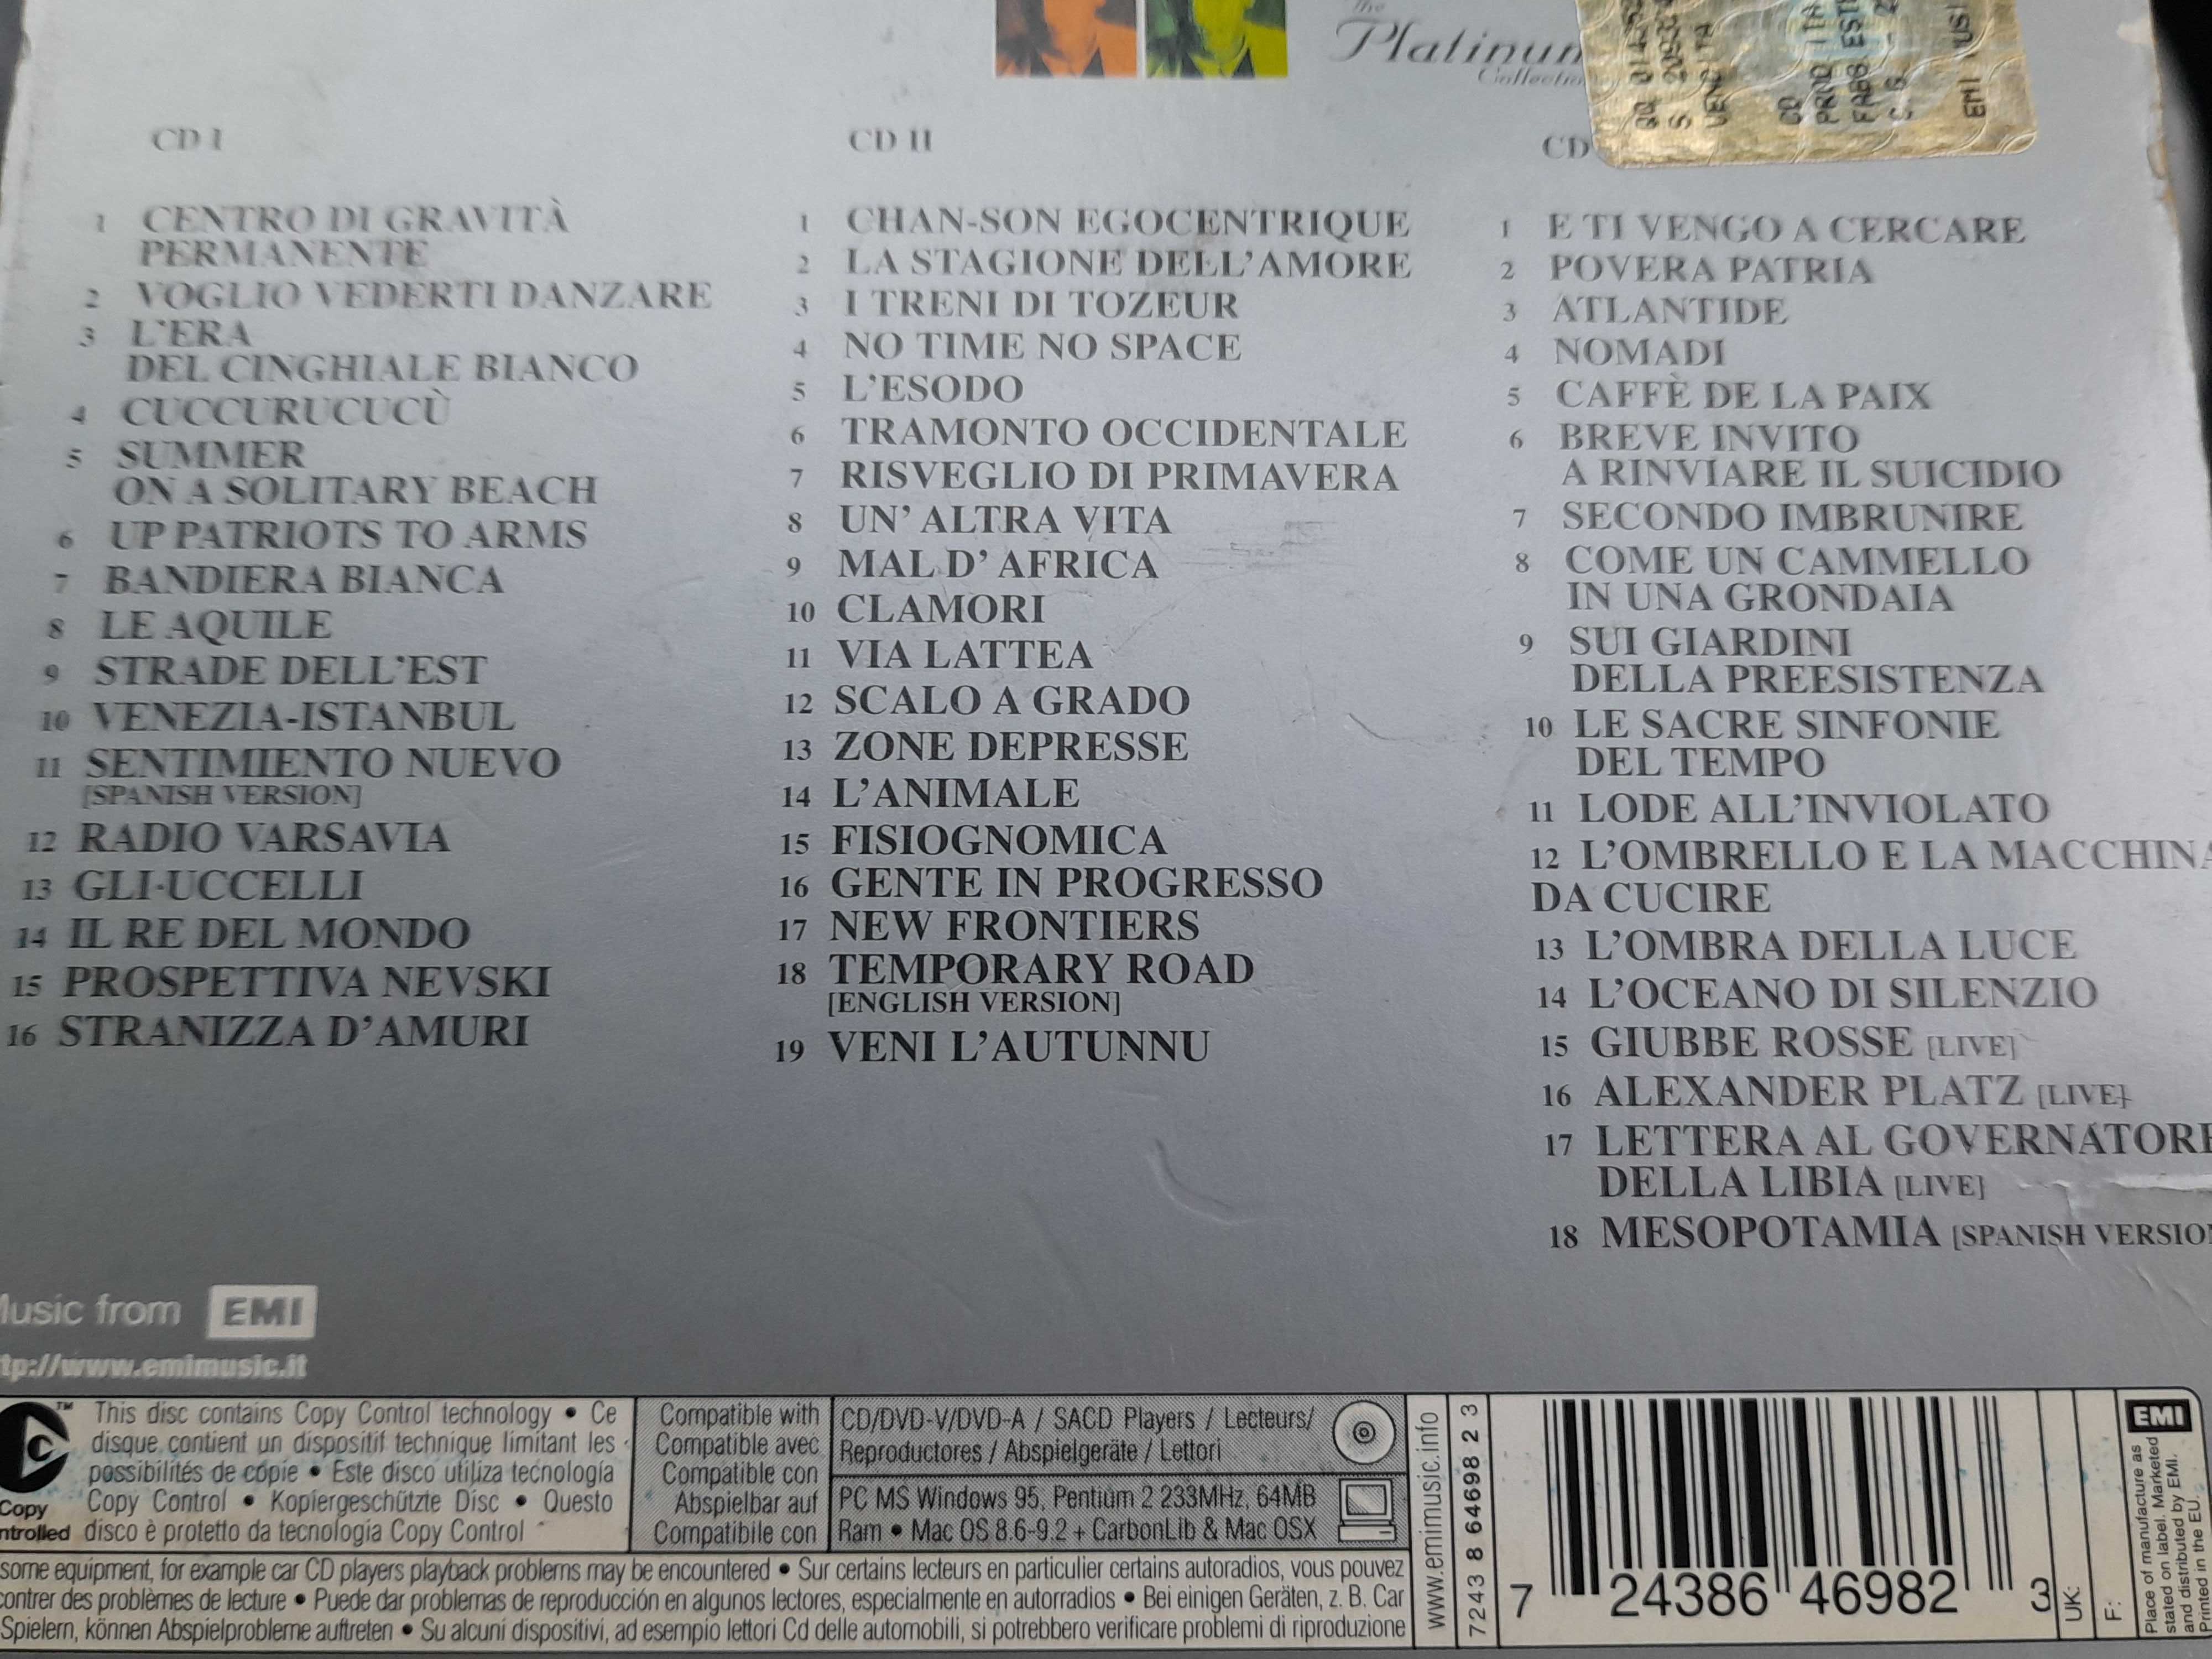 The
Platinum
Collection
CD I
1 CENTRO DI GRAVITÀ
PERMANENTE
2 VOGLIO VEDERTI DANZARE
3 L'ERA
DEL CINGHIALE BIANCO
4 CUCCURUCUCÙ
5 SUMMER
ON A SOLITARY BEACH
6 UP PATRIOTS TO ARMS
7 BANDIERA BIANCA
8 LE AQUILE
9 STRADE DELL'EST
10 VENEZIA-ISTANBUL
11 SENTIMIENTO NUEVO
[SPANISH VERSION]
12 RADIO VARSAVIA
13 GLI UCCELLI
14 IL RE DEL MONDO
15 PROSPETTIVA NEVSKI
16 STRANIZZA D'AMURI
CD II
1 CHAN-SON EGOCENTRIQUE
2 LA STAGIONE DELL'AMORE
3 I TRENI DI TOZEUR
4 NO TIME NO SPACE
5 L'ESODO
6 TRAMONTO OCCIDENTALE
7 RISVEGLIO DI PRIMAVERA
8 UN' ALTRA VITA
9 MAL D' AFRICA
10 CLAMORI
11 VIA LATTEA
12 SCALO A GRADO
13 ZONE DEPRESSE
14 L'ANIMALE
15 FISIOGNOMICA
16 GENTE IN PROGRESSO
17 NEW FRONTIERS
18 TEMPORARY ROAD
[ENGLISH VERSION]
19 VENI L'AUTUNNU
CD
1 E TI VENGO A CERCARE
2 POVERA PATRIA
3 ATLANTIDE
4 NOMADI
5 CAFFÈ DE LA PAIX
6 BREVE INVITO
A RINVIARE IL SUICIDIO
7 SECONDO IMBRUNIRE
8 COME UN CAMMELLO
IN UNA GRONDAIA
9 SUI GIARDINI
DELLA PREESISTENZA
10 LE SACRE SINFONIE
DEL TEMPO
11 LODE ALL'INVIOLATO
12 L'OMBRELLO E LA MACCHINA
DA CUCIRE
13 L'OMBRA DELLA LUCE
14 L'OCEANO DI SILENZIO
15 GIUBBE ROSSE [LIVE]
16 ALEXANDER PLATZ [LIVE]
17 LETTERA AL GOVERNATORE
DELLA LIBIA [LIVE]
18 MESOPOTAMIA [SPANISH VERSIO
VENDITA
EMI
Music from EMI
tp://www.emimusic.it
This disc contains Copy Control technology • Ce
disque contient un dispositif technique limitant les
possibilités de copie • Este disco utiliza tecnología
Copy Control • Kopiergeschützte Disc • Questo
disco è protetto da tecnologia Copy Control
Copy
ntrolled
Compatible with
Compatible avec
Compatible con
Abspielbar auf
Compatibile con
CD/DVD-V/DVD-A / SACD Players / Lecteurs/
Reproductores / Abspielgeräte / Lettori
PC MS Windows 95, Pentium 2 233MHz, 64MB
Ram • Mac OS 8.6-9.2 + CarbonLib & Mac OSX
some equipment, for example car CD players playback problems may be encountered • Sur certains lecteurs en particulier certains autoradios, vous pouvez
contrer des problèmes de lecture • Puede dar problemas de reproducción en algunos lectores, especialmente en autorradios • Bei einigen Geräten, z. B. Car
Spielern, können Abspielprobleme auftreten • Su alcuni dispositivi, ad esempio lettori Cd delle automobili, si potrebbero verificare problemi di riproduzione
www.emimusic.info
7243 8 64698 2 3
7 24386 46982 3
UK:
F:
EMI
Place of manufacture as
stated on label. Marketed
and distributed by EMI.
Printed in the EU.